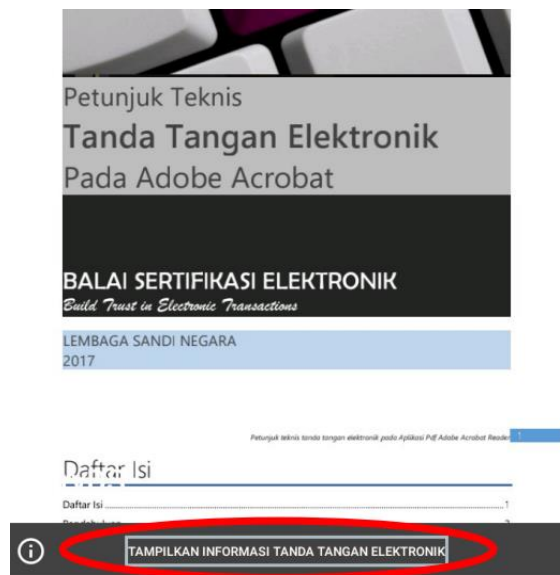 Petunjuk Teknis
Tanda Tangan Elektronik
Pada Adobe Acrobat
BALAI SERTIFIKASI ELEKTRONIK
Build Trust in Electronic Transactions
LEMBAGA SANDI NEGARA
2017
Petunjuk teknis tanda tangan elektronik pada Aplikasi Pdf Adobe Acrobat Reader 1
Daftar Isi
Daftar Isi 1
TAMPILKAN INFORMASI TANDA TANGAN ELEKTRONIK